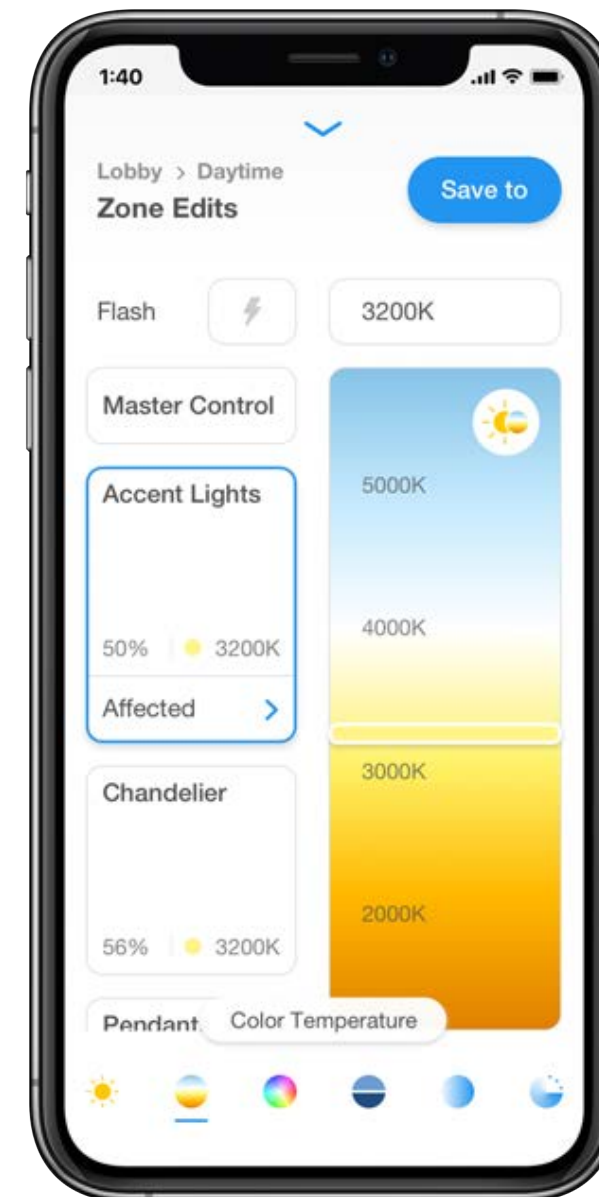 1:40
Lobby > Daytime
Zone Edits
Save to
Flash
3200K
Master Control
Accent Lights
50%
3200K
Affected
Chandelier
56%
3200K
Pendant
5000K
4000K
3000K
2000K
Color Temperature